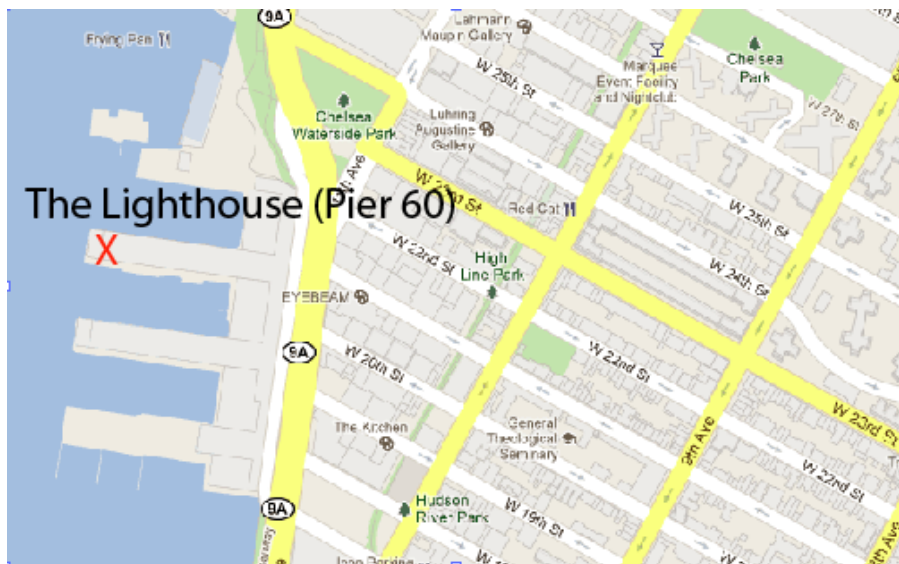 9A
Frying Pan
Lehmann
Maupin Gallery
W 25th St
Marquee
Event Facility
and Nightclub
Chelsea
Park
W 27th St
Chelsea
Waterside Park
Luhring
Augustine
Gallery
W 23rd St
The Lighthouse (Pier 60)
X
Red Cat
W 25th St
W 22nd St
High
Line Park
W 24th St
EYEBEAM
9A
W 20th St
W 22nd St
The Kitchen
General
Theological
Seminary
9th Ave
W 23rd St
W 22nd St
9A
Hudson
River Park
W 19th St